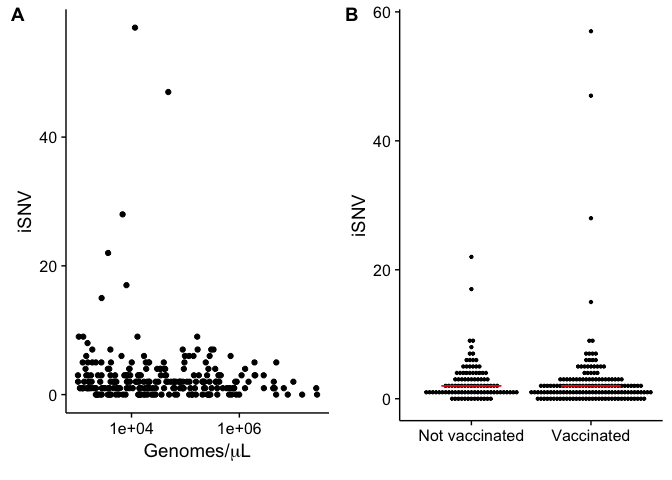 A
iSNV
40
20
0
1e+04 1e+06
Genomes/μL
B
iSNV
60
40
20
0
Not vaccinated Vaccinated